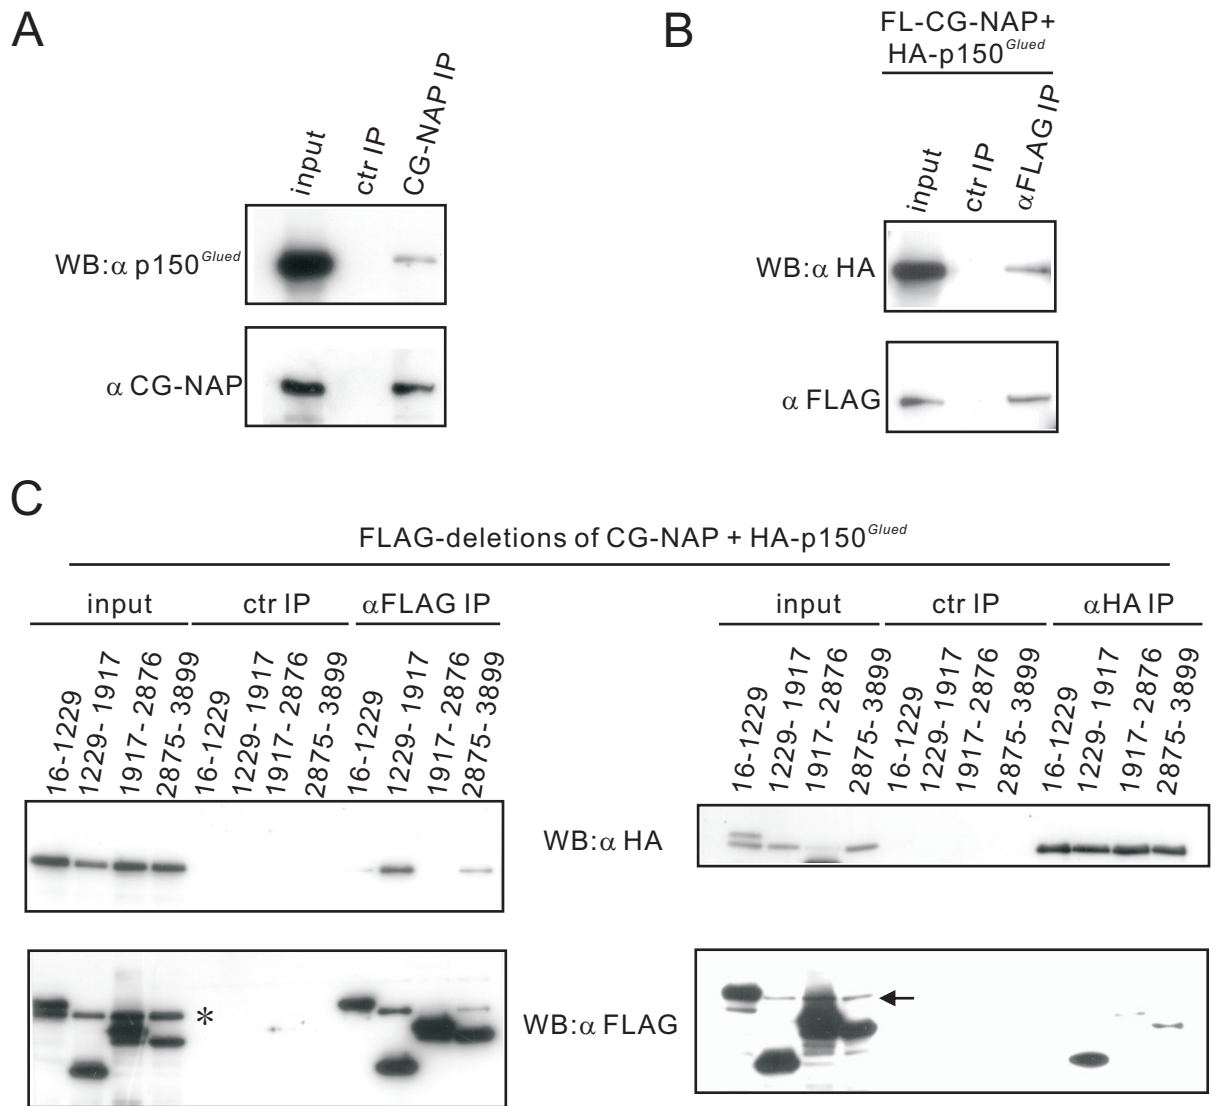 A
input
ctr IP
CG-NAP IP
WB:α p150Glued
α CG-NAP
B
FL-CG-NAP+
HA-p150Glued
input
ctr IP
αFLAG IP
WB:α HA
α FLAG
C
FLAG-deletions of CG-NAP + HA-p150Glued
input ctr IP αFLAG IP
16-1229
1229- 1917
1917- 2876
2875- 3899
16-1229
1229- 1917
1917- 2876
2875- 3899
16-1229
1229- 1917
1917- 2876
2875- 3899
input ctr IP αHA IP
16-1229
1229- 1917
1917- 2876
2875- 3899
16-1229
1229- 1917
1917- 2876
2875- 3899
16-1229
1229- 1917
1917- 2876
2875- 3899
WB:α HA
*
WB:α FLAG